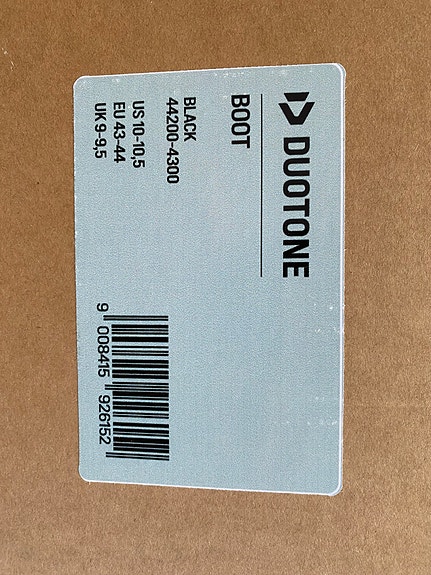 DUOTONE
BOOT
BLACK
44200-4300
US 10-10,5
EU 43-44
UK 9-9,5
9 008415 926152